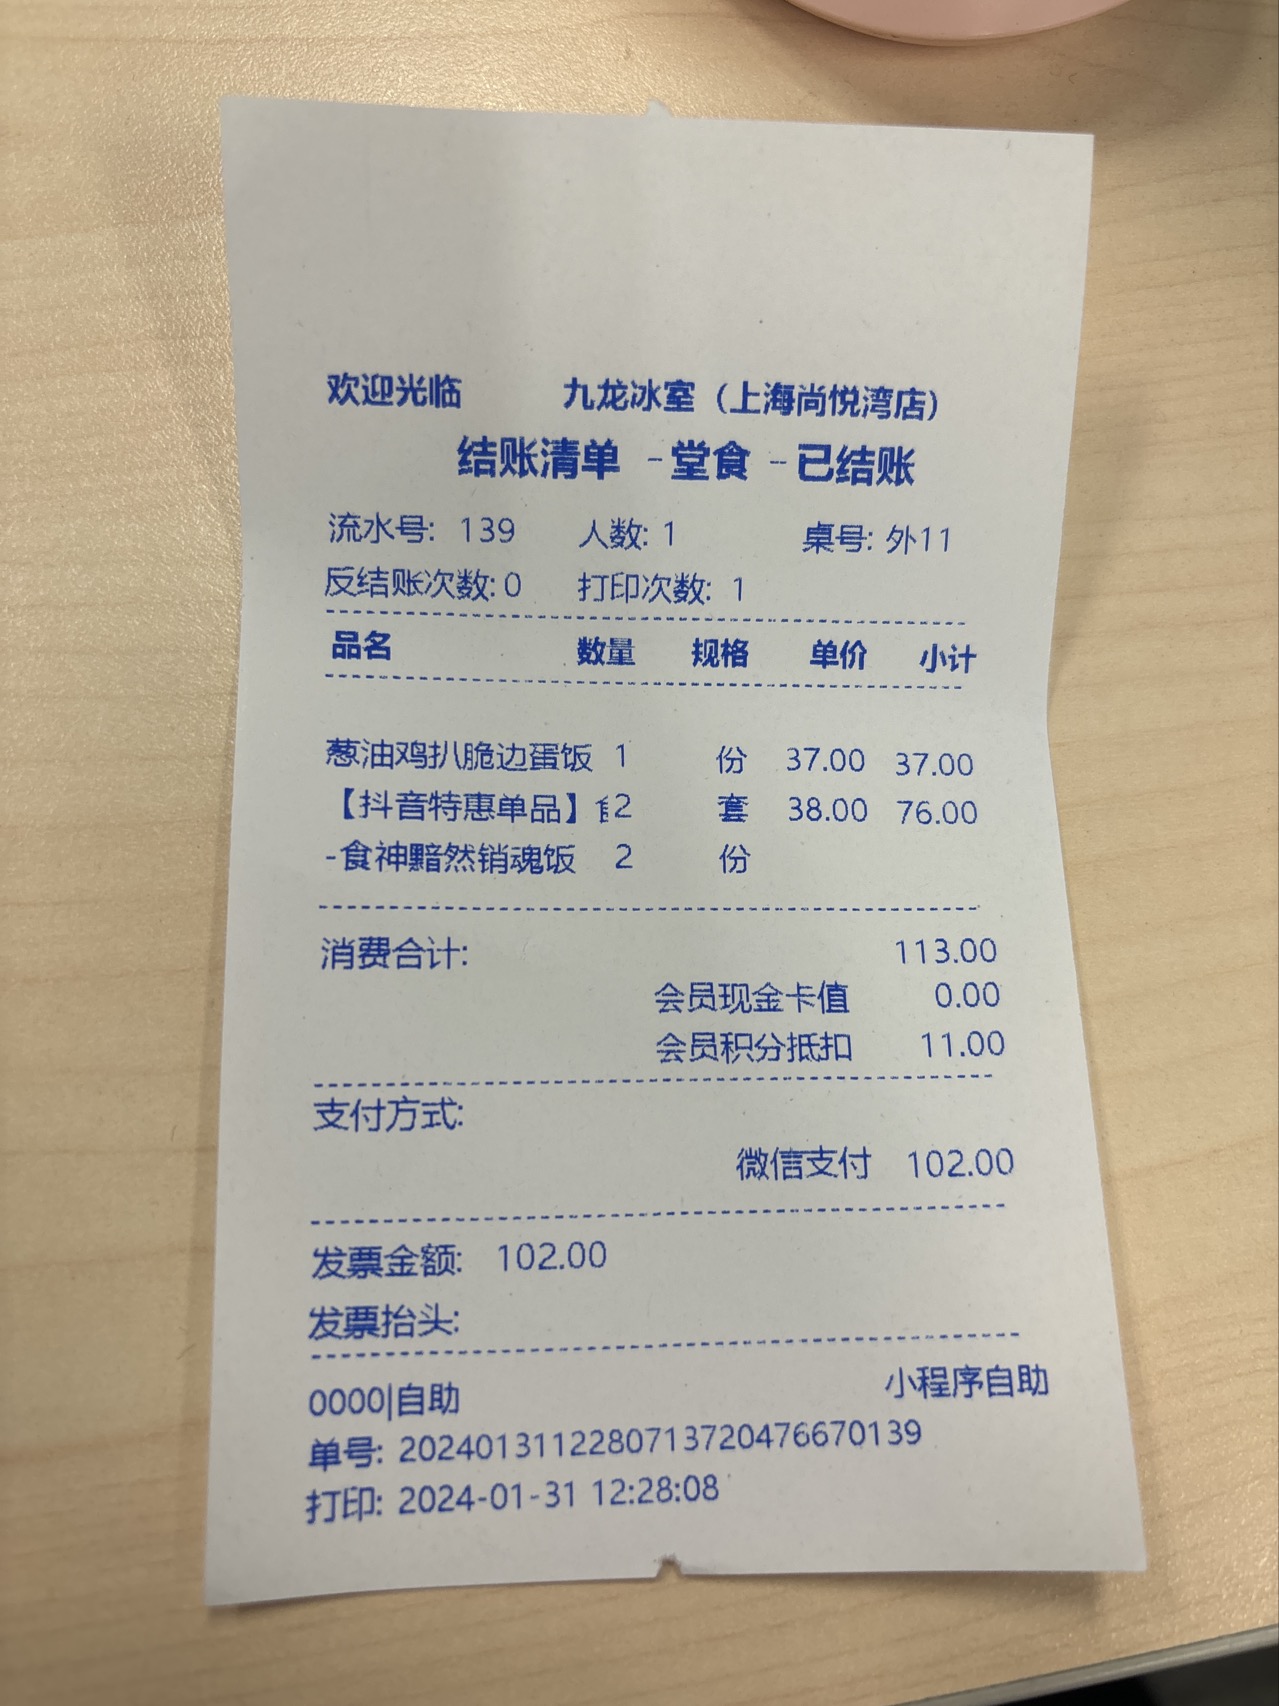 欢迎光临 九龙冰室（上海尚悦湾店）
结账清单 -堂食 -已结账
流水号: 139 人数: 1 桌号: 外11
反结账次数: 0 打印次数: 1
品名 数量 规格 单价 小计
葱油鸡扒脆边蛋饭 1 份 37.00 37.00
【抖音特惠单品】 2 套 38.00 76.00
-食神黯然销魂饭 2 份
消费合计: 113.00
会员现金卡值 0.00
会员积分抵扣 11.00
支付方式:
微信支付 102.00
发票金额: 102.00
发票抬头:
0000|自助 小程序自助
单号: 2024013112280713720476670139
打印: 2024-01-31 12:28:08